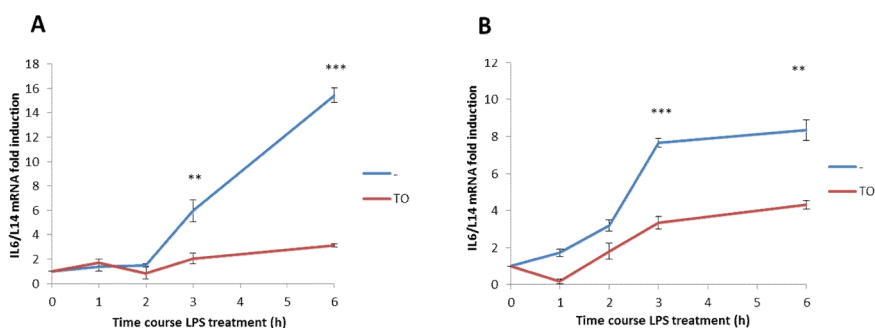 A
IL6/L14 mRNA fold induction
18
16
14
12
10
8
6
4
2
0
**
***
-
TO
0 1 2 3 4 5 6
Time course LPS treatment (h)
B
IL6/L14 mRNA fold induction
12
10
8
6
4
2
0
***
**
-
TO
0 1 2 3 4 5 6
Time course LPS treatment (h)